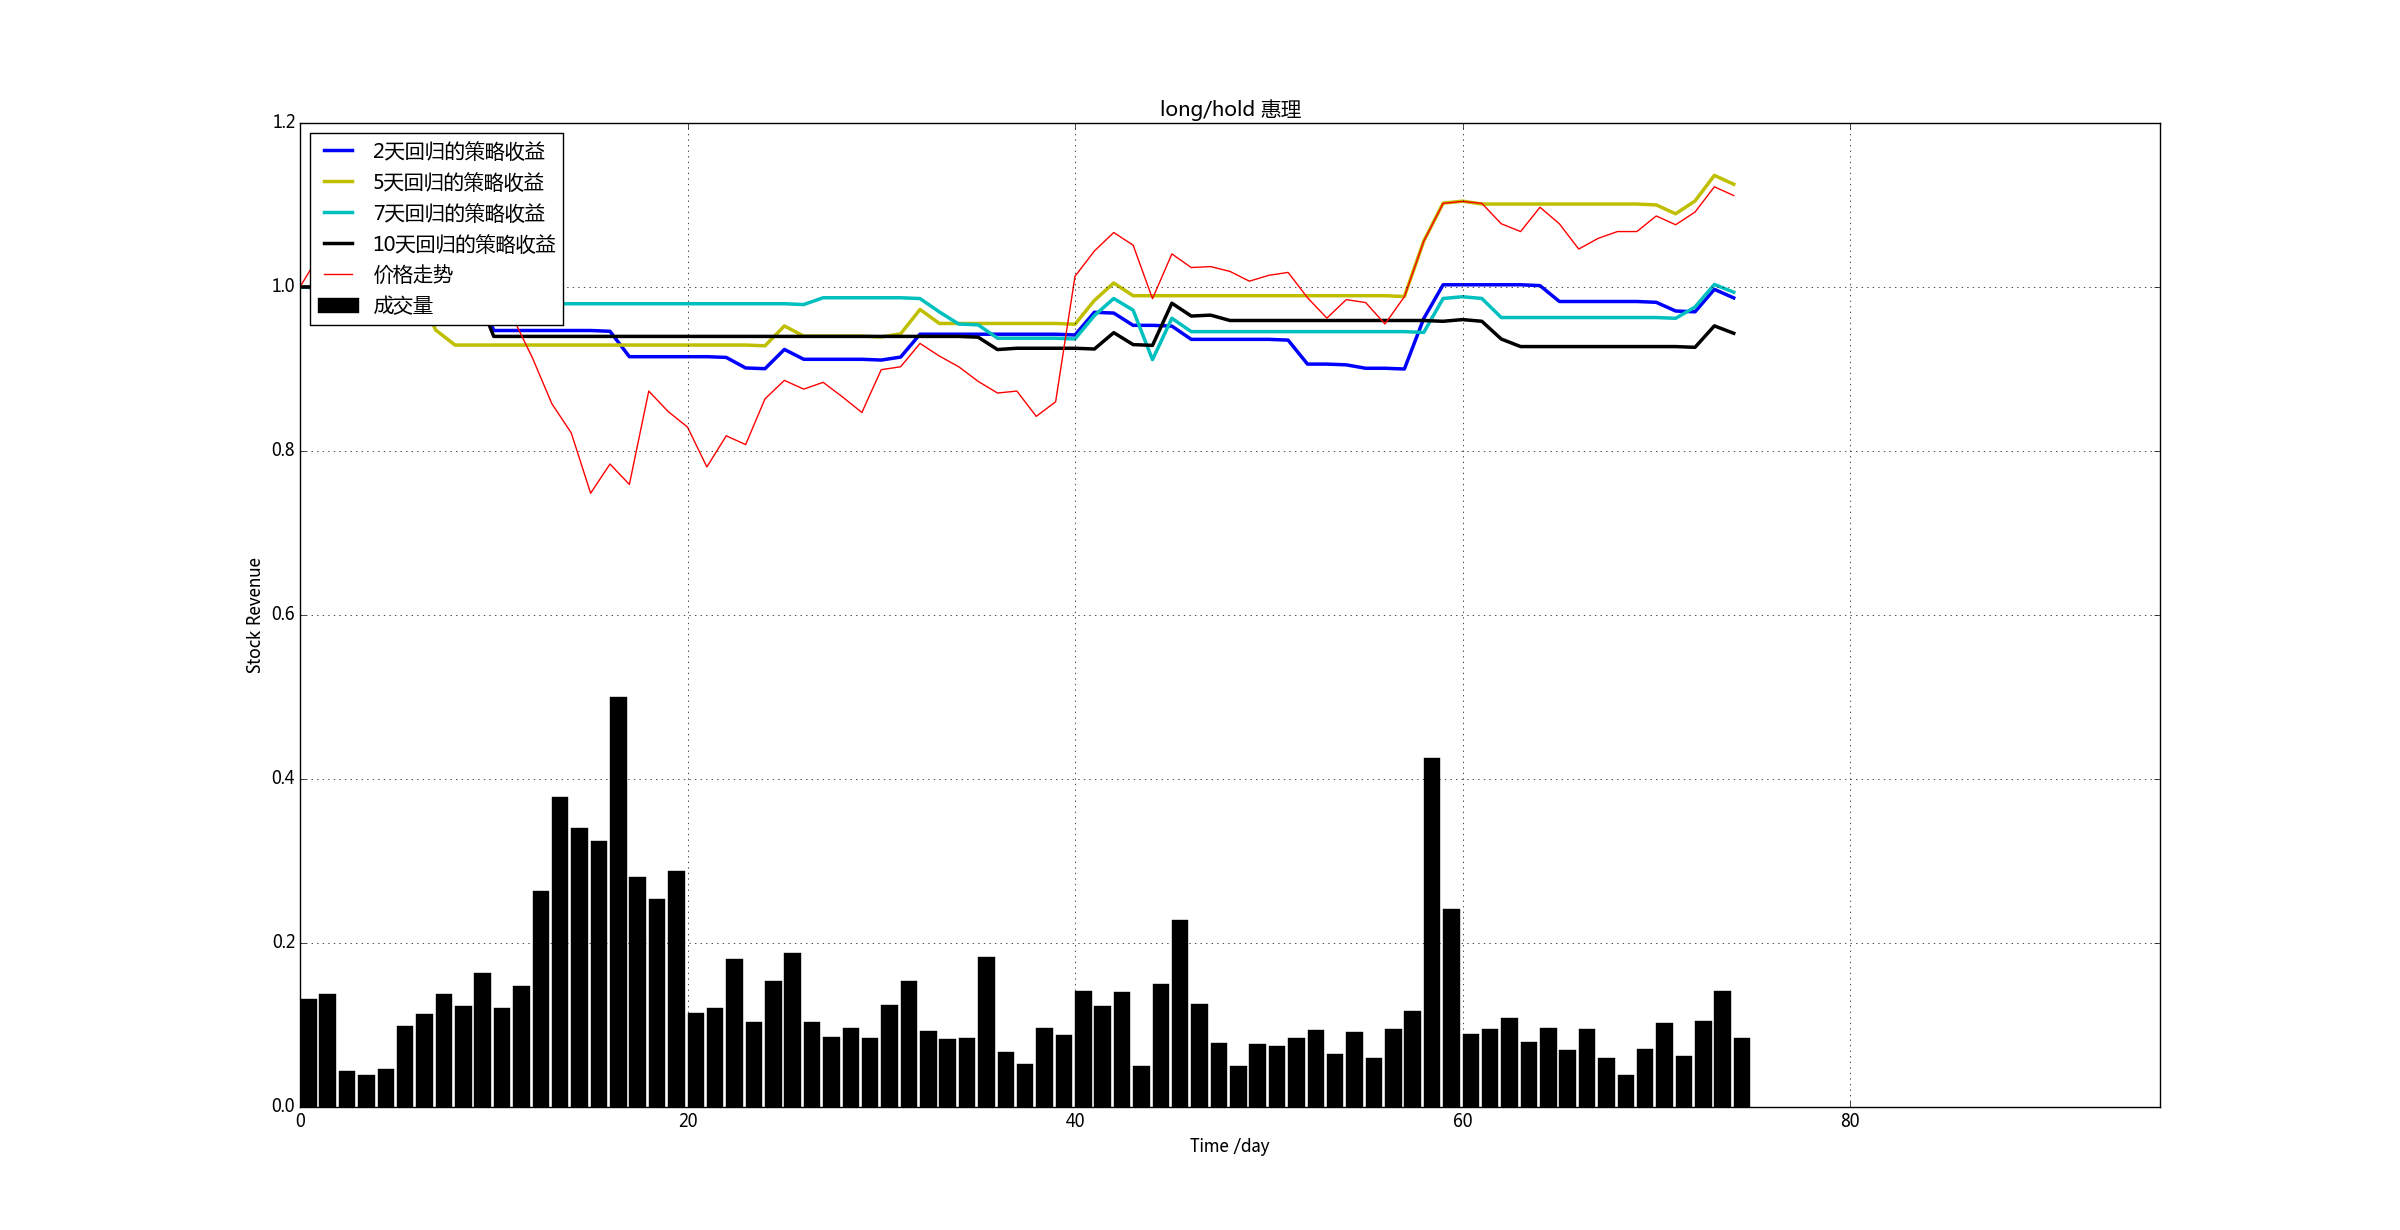 long/hold 惠理
1.2
1.0
0.8
0.6
0.4
0.2
0.0
Stock Revenue
2天回归的策略收益
5天回归的策略收益
7天回归的策略收益
10天回归的策略收益
价格走势
成交量
0 20 40 60 80
Time /day